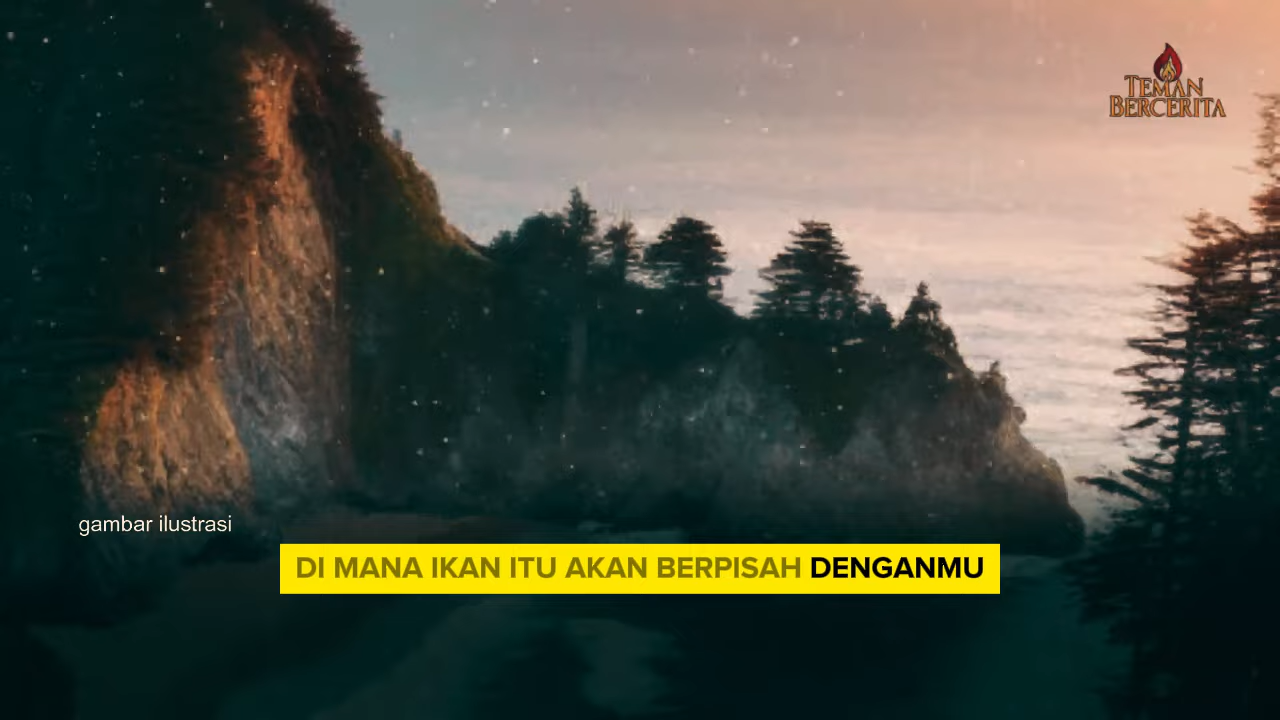 TEMAN
BERCERITA
gambar ilustrasi
DI MANA IKAN ITU AKAN BERPISAH DENGANMU